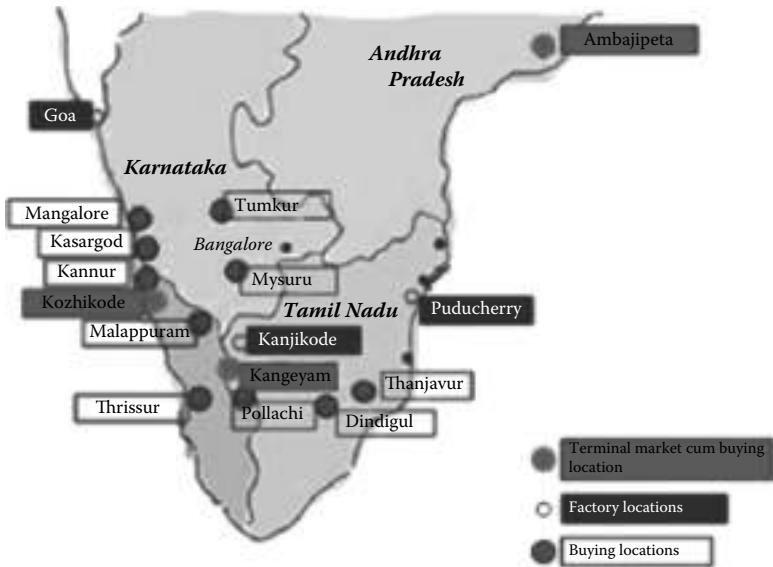 Ambajipeta
Andhra
Pradesh
Goa
Karnataka
Mangalore
Tumkur
Kasargod
Bangalore
Kannur
Mysuru
Kozhikode
Tamil Nadu
Puducherry
Malappuram
Kanjikode
Kangeyam
Thanjavur
Thrissur
Pollachi
Dindigul
Terminal market cum buying
location
Factory locations
Buying locations